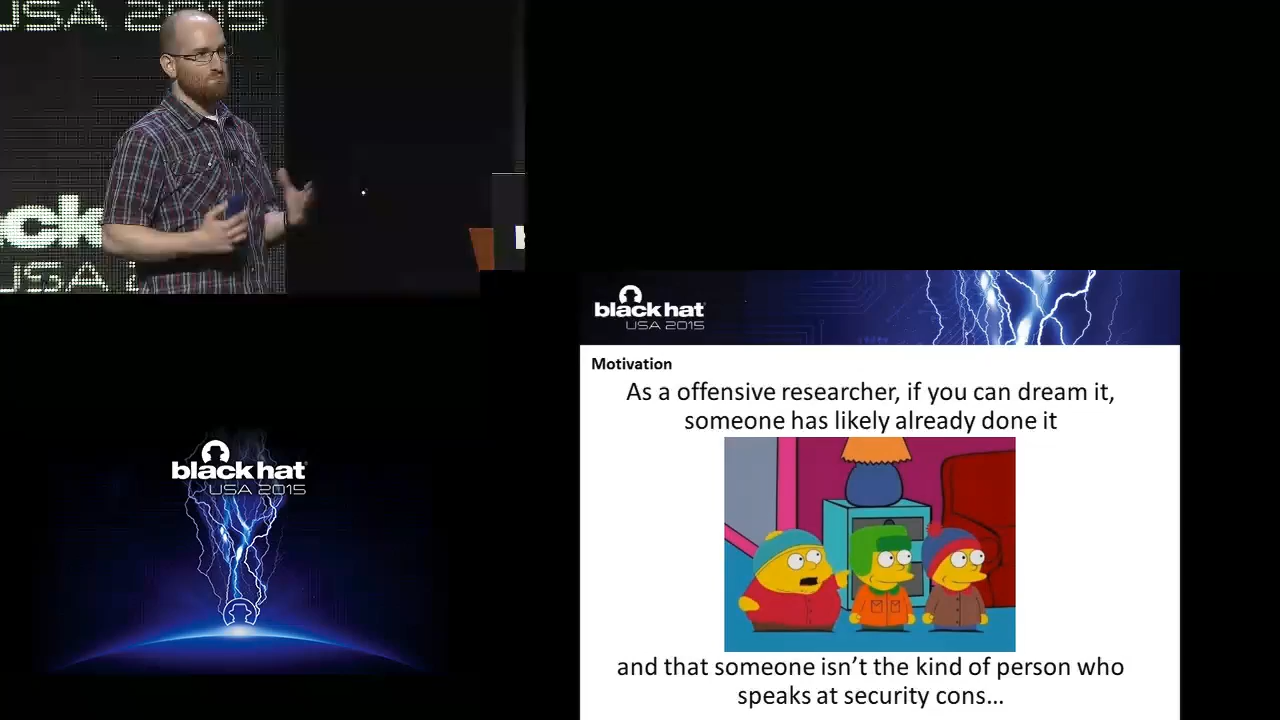 USA 2015
ck
USA
black hat
USA 2015
Motivation
As a offensive researcher, if you can dream it,
someone has likely already done it
and that someone isn’t the kind of person who
speaks at security cons...
black hat
USA 2015